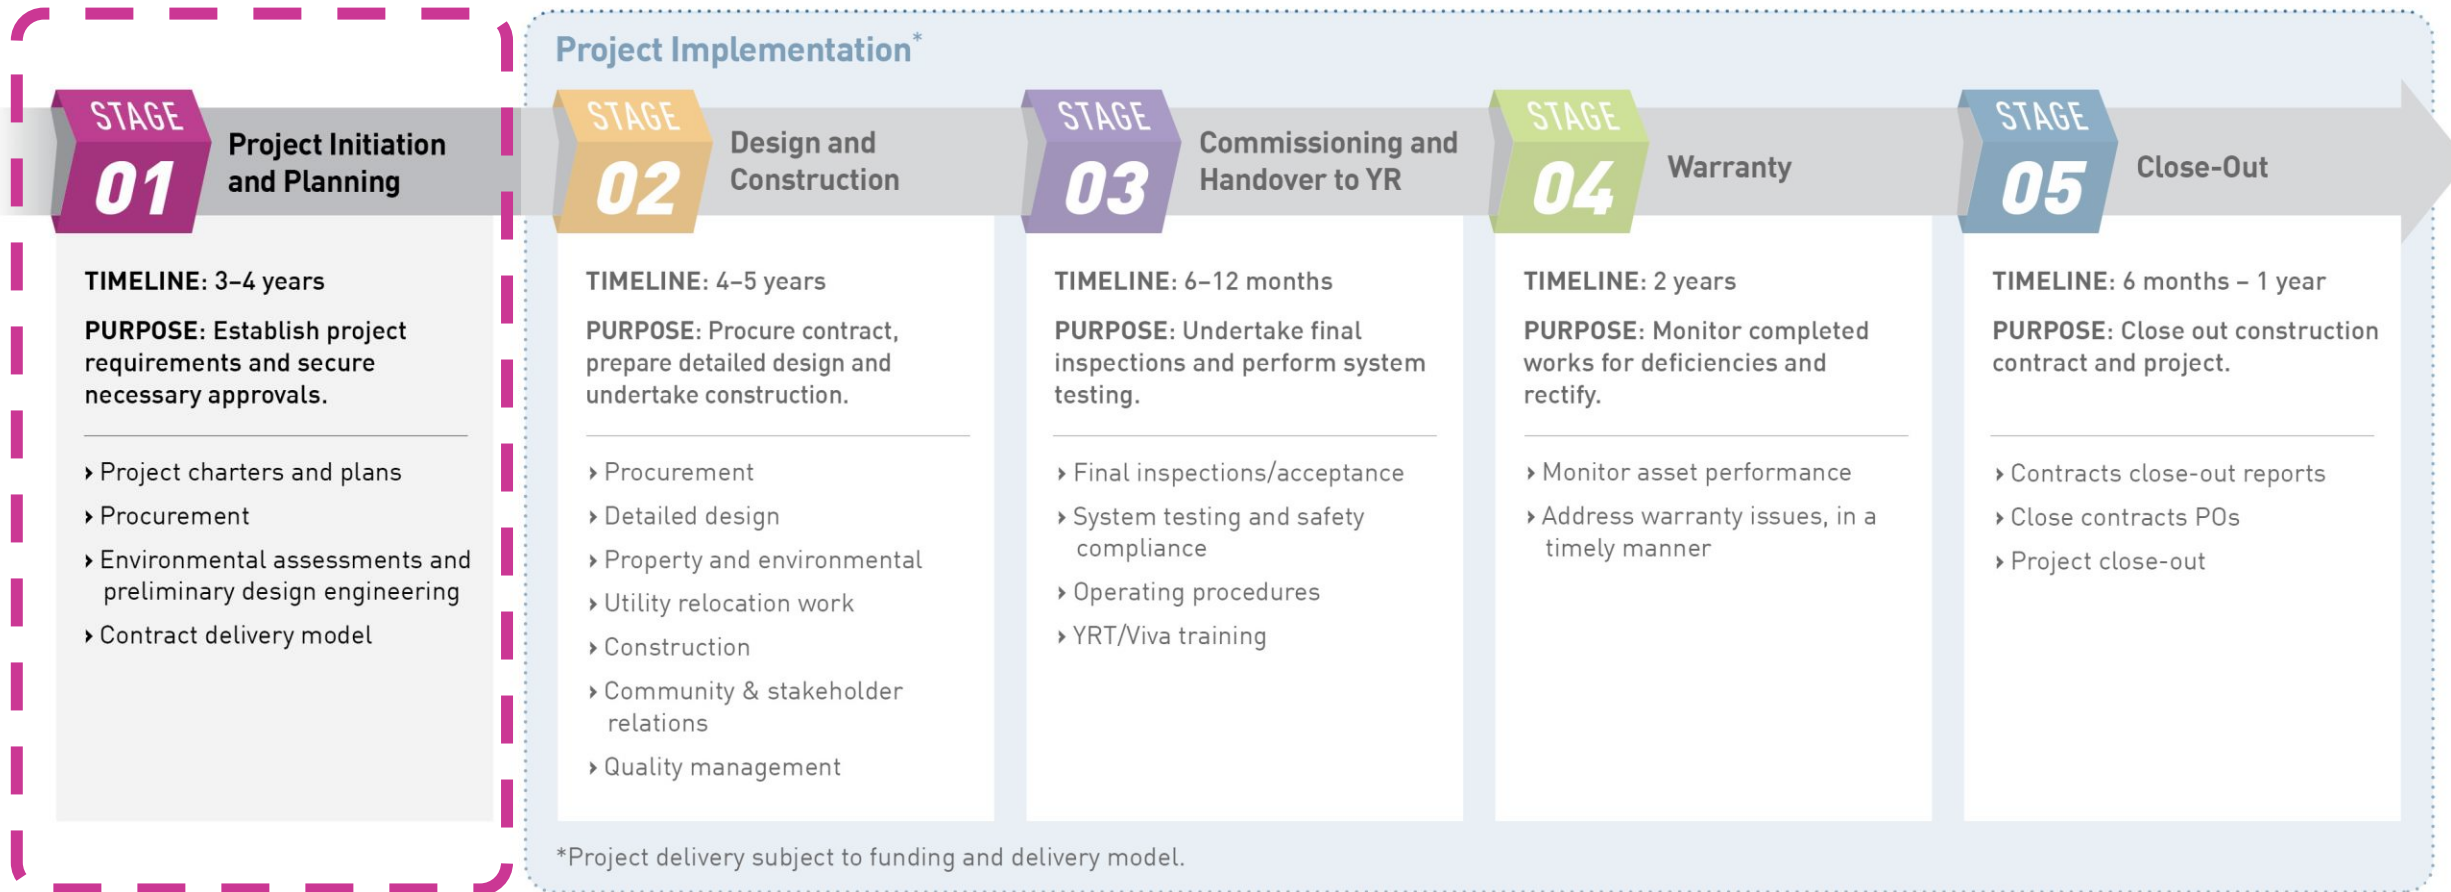 Project Implementation*
STAGE
01
Project Initiation
and Planning
TIMELINE: 3–4 years
PURPOSE: Establish project
requirements and secure
necessary approvals.
› Project charters and plans
› Procurement
› Environmental assessments and
preliminary design engineering
› Contract delivery model
STAGE
02
Design and
Construction
TIMELINE: 4–5 years
PURPOSE: Procure contract,
prepare detailed design and
undertake construction.
› Procurement
› Detailed design
› Property and environmental
› Utility relocation work
› Construction
› Community & stakeholder
relations
› Quality management
STAGE
03
Commissioning and
Handover to YR
TIMELINE: 6–12 months
PURPOSE: Undertake final
inspections and perform system
testing.
› Final inspections/acceptance
› System testing and safety
compliance
› Operating procedures
› YRT/Viva training
STAGE
04
Warranty
TIMELINE: 2 years
PURPOSE: Monitor completed
works for deficiencies and
rectify.
› Monitor asset performance
› Address warranty issues, in a
timely manner
STAGE
05
Close-Out
TIMELINE: 6 months – 1 year
PURPOSE: Close out construction
contract and project.
› Contracts close-out reports
› Close contracts POs
› Project close-out
*Project delivery subject to funding and delivery model.